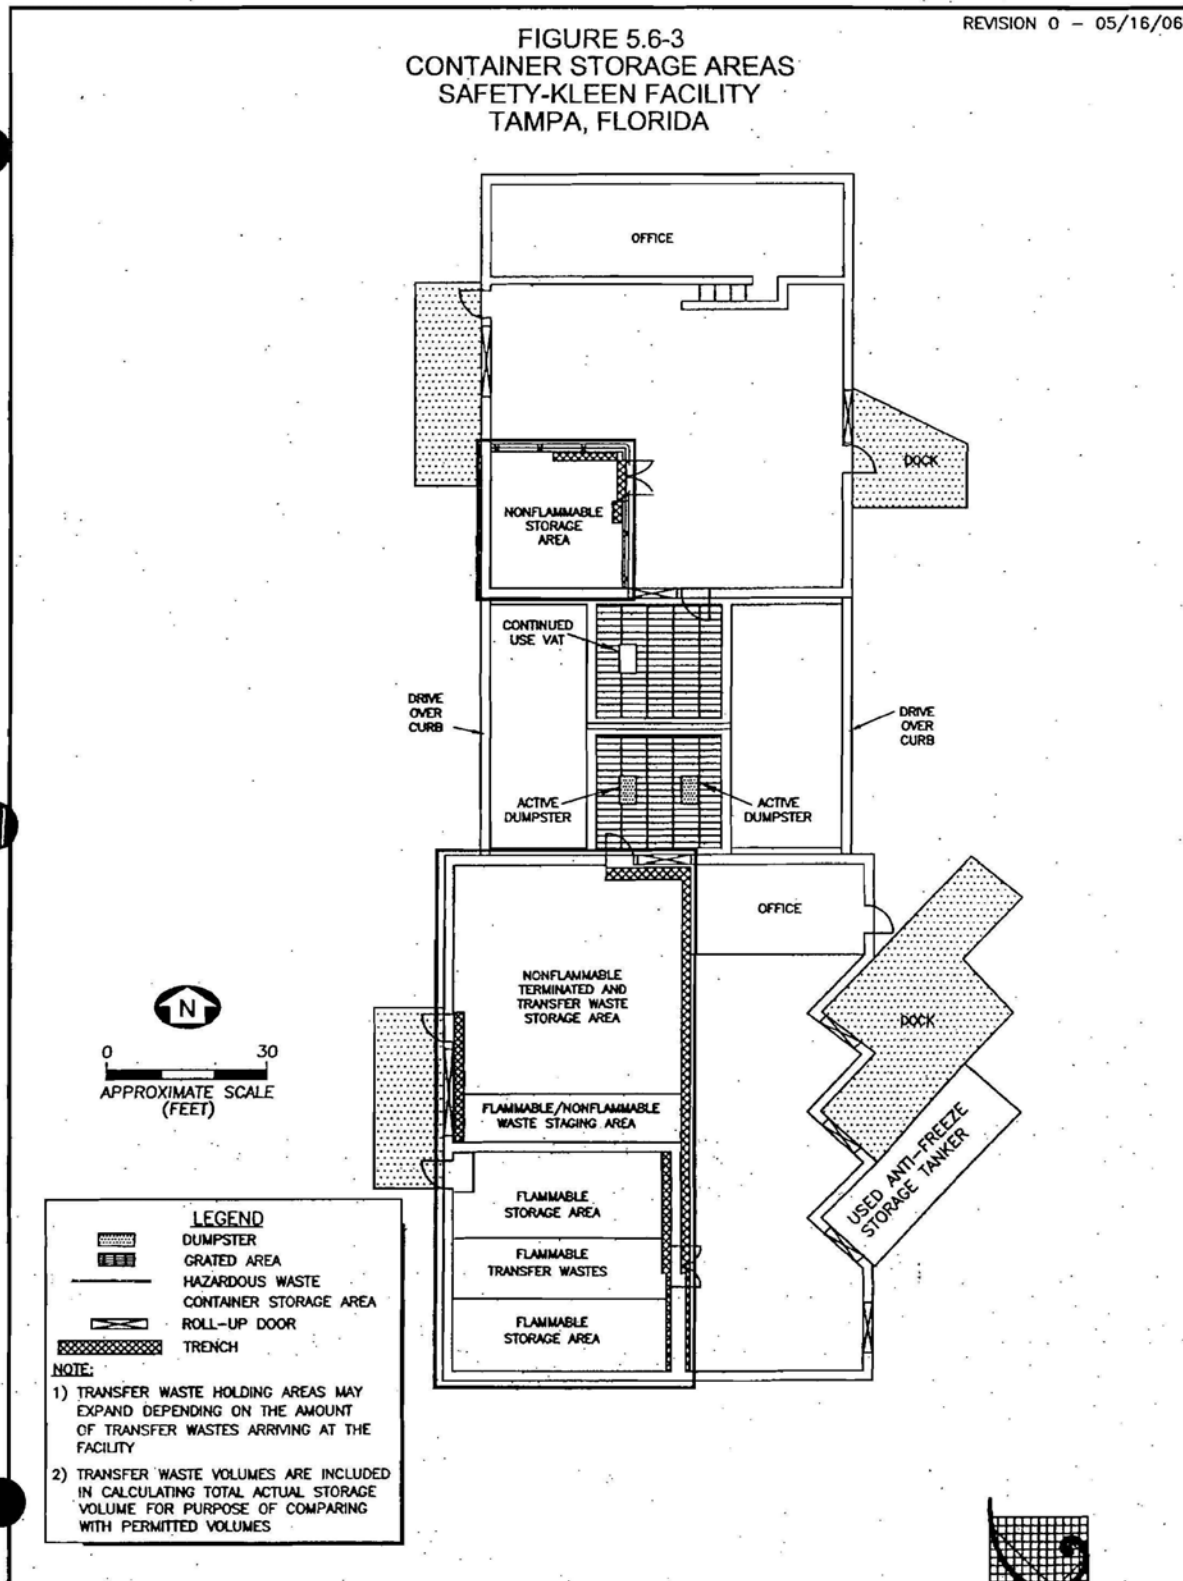 REVISION 0 - 05/16/06
FIGURE 5.6-3
CONTAINER STORAGE AREAS
SAFETY-KLEEN FACILITY
TAMPA, FLORIDA
OFFICE
DOCK
NONFLAMMABLE
STORAGE
AREA
CONTINUED
USE VAT
DRIVE
OVER
CURB
DRIVE
OVER
CURB
ACTIVE
DUMPSTER
ACTIVE
DUMPSTER
OFFICE
NONFLAMMABLE
TERMINATED AND
TRANSFER WASTE
STORAGE AREA
DOCK
N
0 30
APPROXIMATE SCALE
(FEET)
FLAMMABLE/NONFLAMMABLE
WASTE STAGING AREA
USED ANTI-FREEZE
STORAGE TANKER
FLAMMABLE
STORAGE AREA
FLAMMABLE
TRANSFER WASTES
FLAMMABLE
STORAGE AREA
LEGEND
DUMPSTER
GRATED AREA
HAZARDOUS WASTE
CONTAINER STORAGE AREA
ROLL-UP DOOR
TRENCH
NOTE:
1) TRANSFER WASTE HOLDING AREAS MAY
EXPAND DEPENDING ON THE AMOUNT
OF TRANSFER WASTES ARRIVING AT THE
FACILITY
2) TRANSFER WASTE VOLUMES ARE INCLUDED
IN CALCULATING TOTAL ACTUAL STORAGE
VOLUME FOR PURPOSE OF COMPARING
WITH PERMITTED VOLUMES